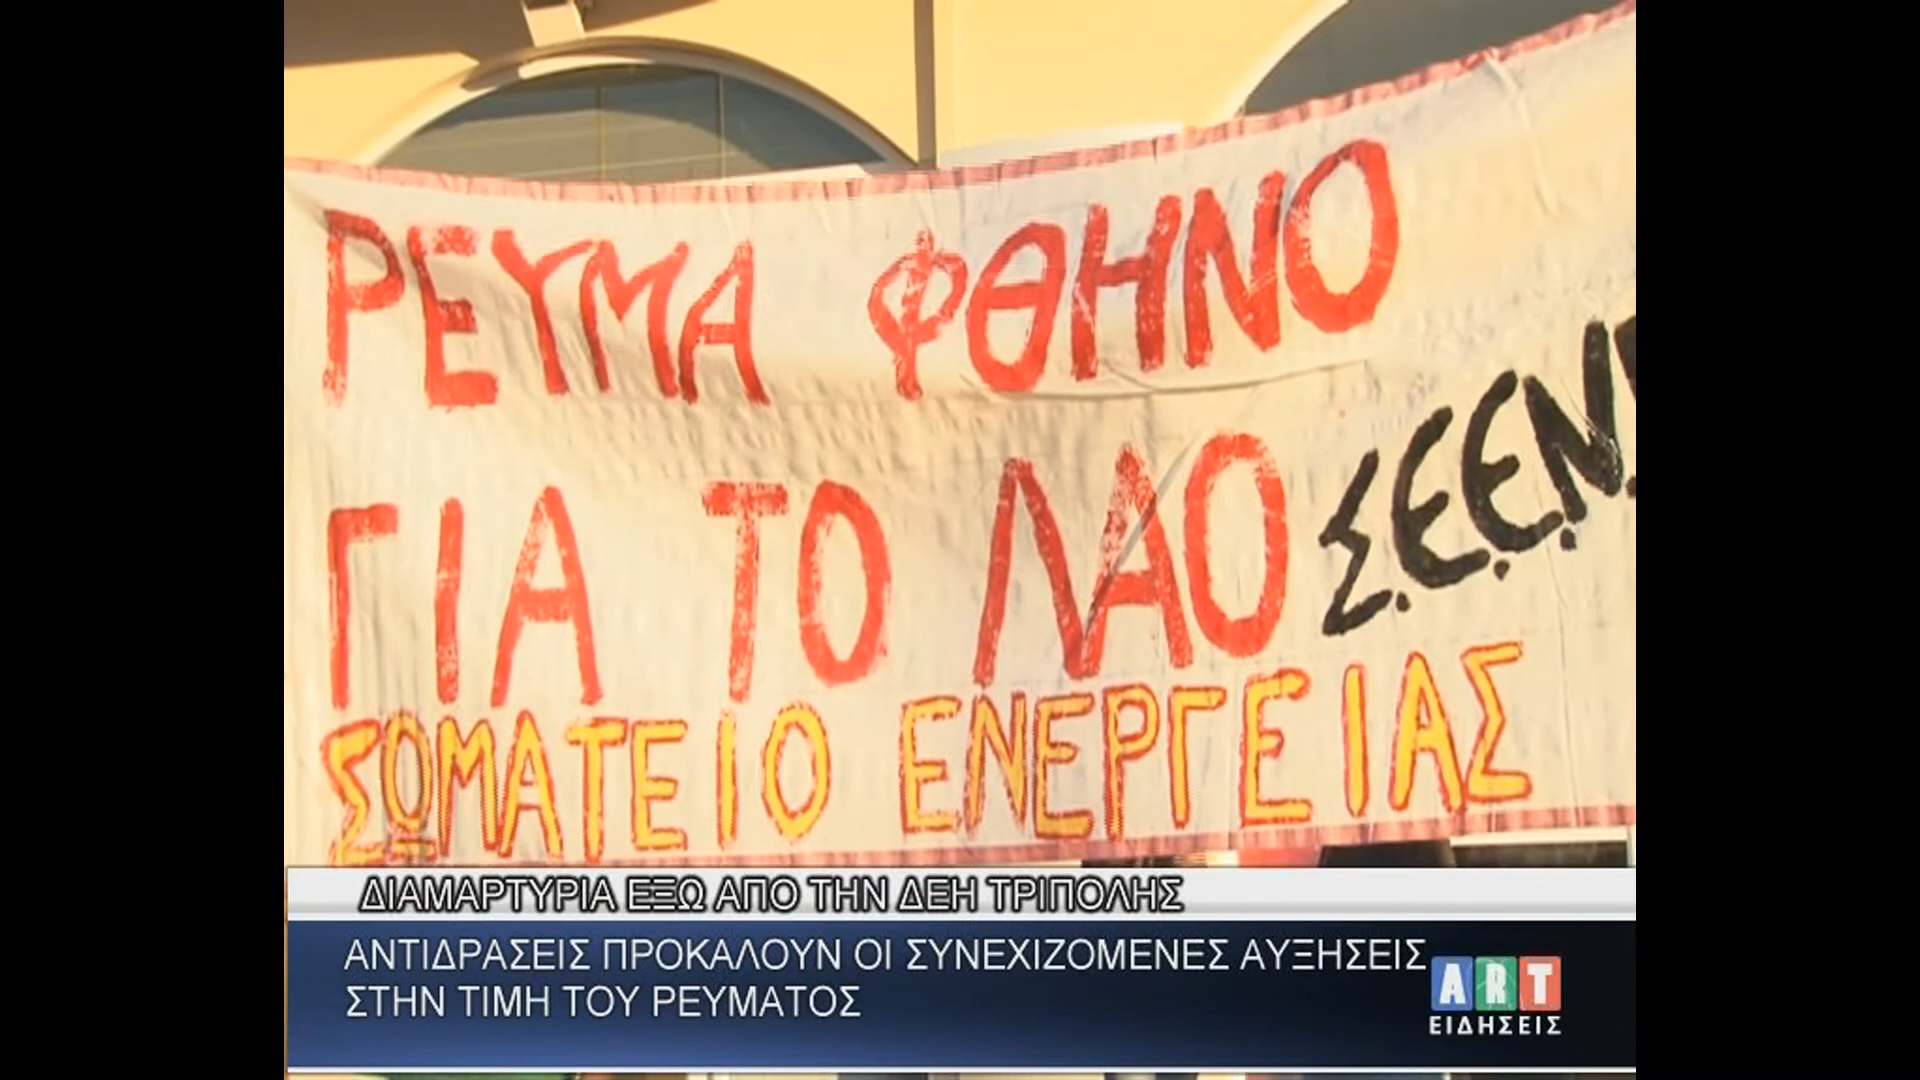 ΡΕΥΜΑ ΦΘΗΝΟ
ΓΙΑ ΤΟ ΛΑΟ
Σ.Ε.Ε.Ν.
ΣΩΜΑΤΕΙΟ ΕΝΕΡΓΕΙΑΣ
ΔΙΑΜΑΡΤΥΡΙΑ ΕΞΩ ΑΠΟ ΤΗΝ ΔΕΗ ΤΡΙΠΟΛΗΣ
ΑΝΤΙΔΡΑΣΕΙΣ ΠΡΟΚΑΛΟΥΝ ΟΙ ΣΥΝΕΧΙΖΟΜΕΝΕΣ ΑΥΞΗΣΕΙΣ
ΣΤΗΝ ΤΙΜΗ ΤΟΥ ΡΕΥΜΑΤΟΣ
ART
ΕΙΔΗΣΕΙΣ